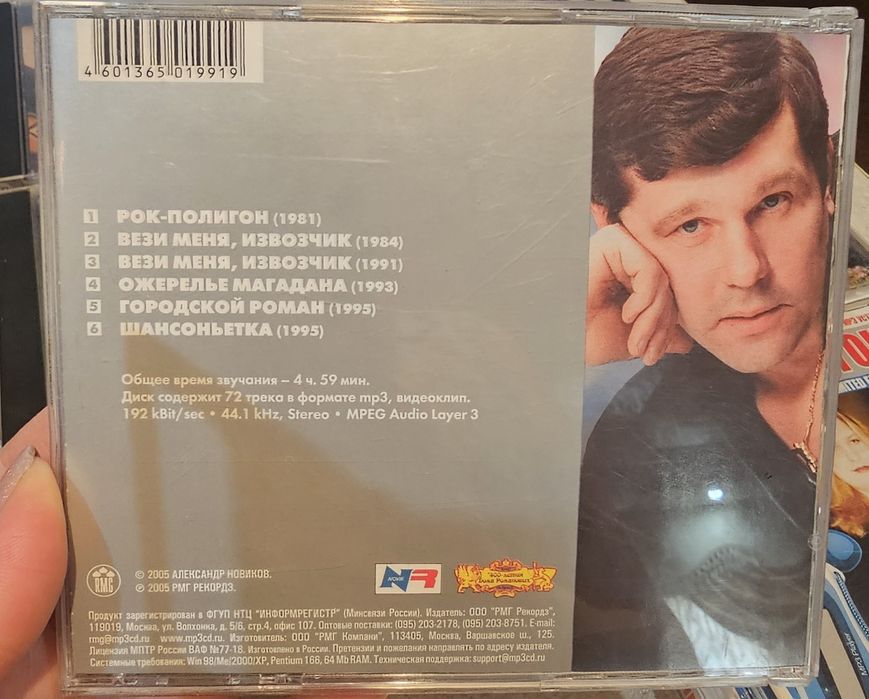 4 601365 019919
1 РОК-ПОЛИГОН (1981)
2 ВЕЗИ МЕНЯ, ИЗВОЗЧИК (1984)
3 ВЕЗИ МЕНЯ, ИЗВОЗЧИК (1991)
4 ОЖЕРЕЛЬЕ МАГАДАНА (1993)
5 ГОРОДСКОЙ РОМАН (1995)
6 ШАНСОНЬЕТКА (1995)
Общее время звучания – 4 ч. 59 мин.
Диск содержит 72 трека в формате mp3, видеоклип.
192 kBit/sec • 44.1 kHz, Stereo • MPEG Audio Layer 3
RMG
© 2005 АЛЕКСАНДР НОВИКОВ.
℗ 2005 РМГ РЕКОРДЗ.
NOVIK R
400-летия Дома Романовых
Продукт зарегистрирован в ФГУП НТЦ "ИНФОРМРЕГИСТР" (Минсвязи России). Издатель: ООО "РМГ Рекордз",
119019, Москва, ул. Волхонка, д. 5/6, стр.4, офис 107. Оптовые поставки: (095) 203-2178, (095) 203-8751. E-mail:
rmg@mp3cd.ru www.mp3cd.ru. Изготовитель: ООО "РМГ Компани", 113405, Москва, Варшавское ш., 125.
Лицензия МПТР России ВАФ №77-18. Изготовлено в России. Претензии и пожелания направлять по адресу издателя.
Системные требования: Win 98/Me/2000/XP, Pentium 166, 64 Mb RAM. Техническая поддержка: support@mp3cd.ru